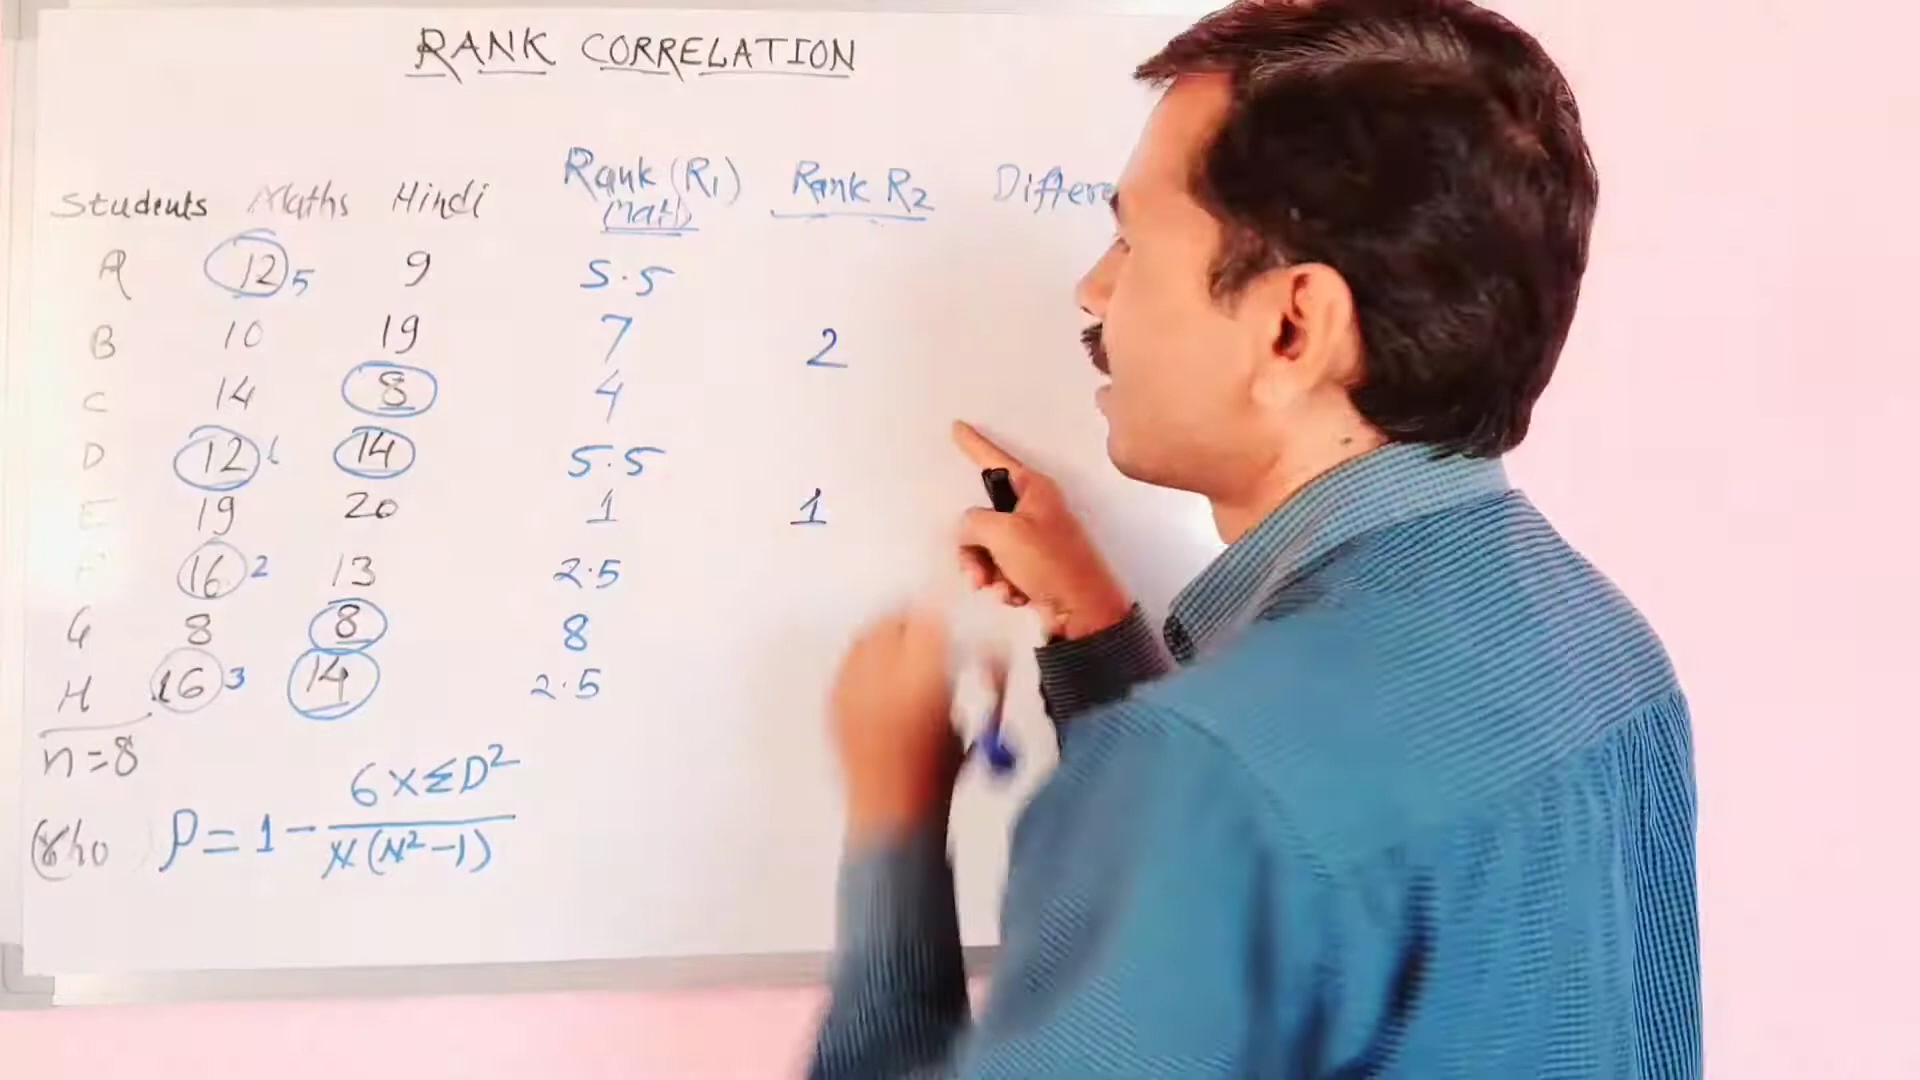 RANK CORRELATION
Students Maths Hindi Rank (R1) Rank R2 Differe
(Math)
A 12 5 9 5.5
B 10 19 7 2
C 14 8 4
D 12 6 14 5.5
E 19 20 1 1
F 16 2 13 2.5
G 8 8 8
H 16 3 14 2.5
n=8
6×ΣD²
(rho ρ= 1 -
N(N²-1)